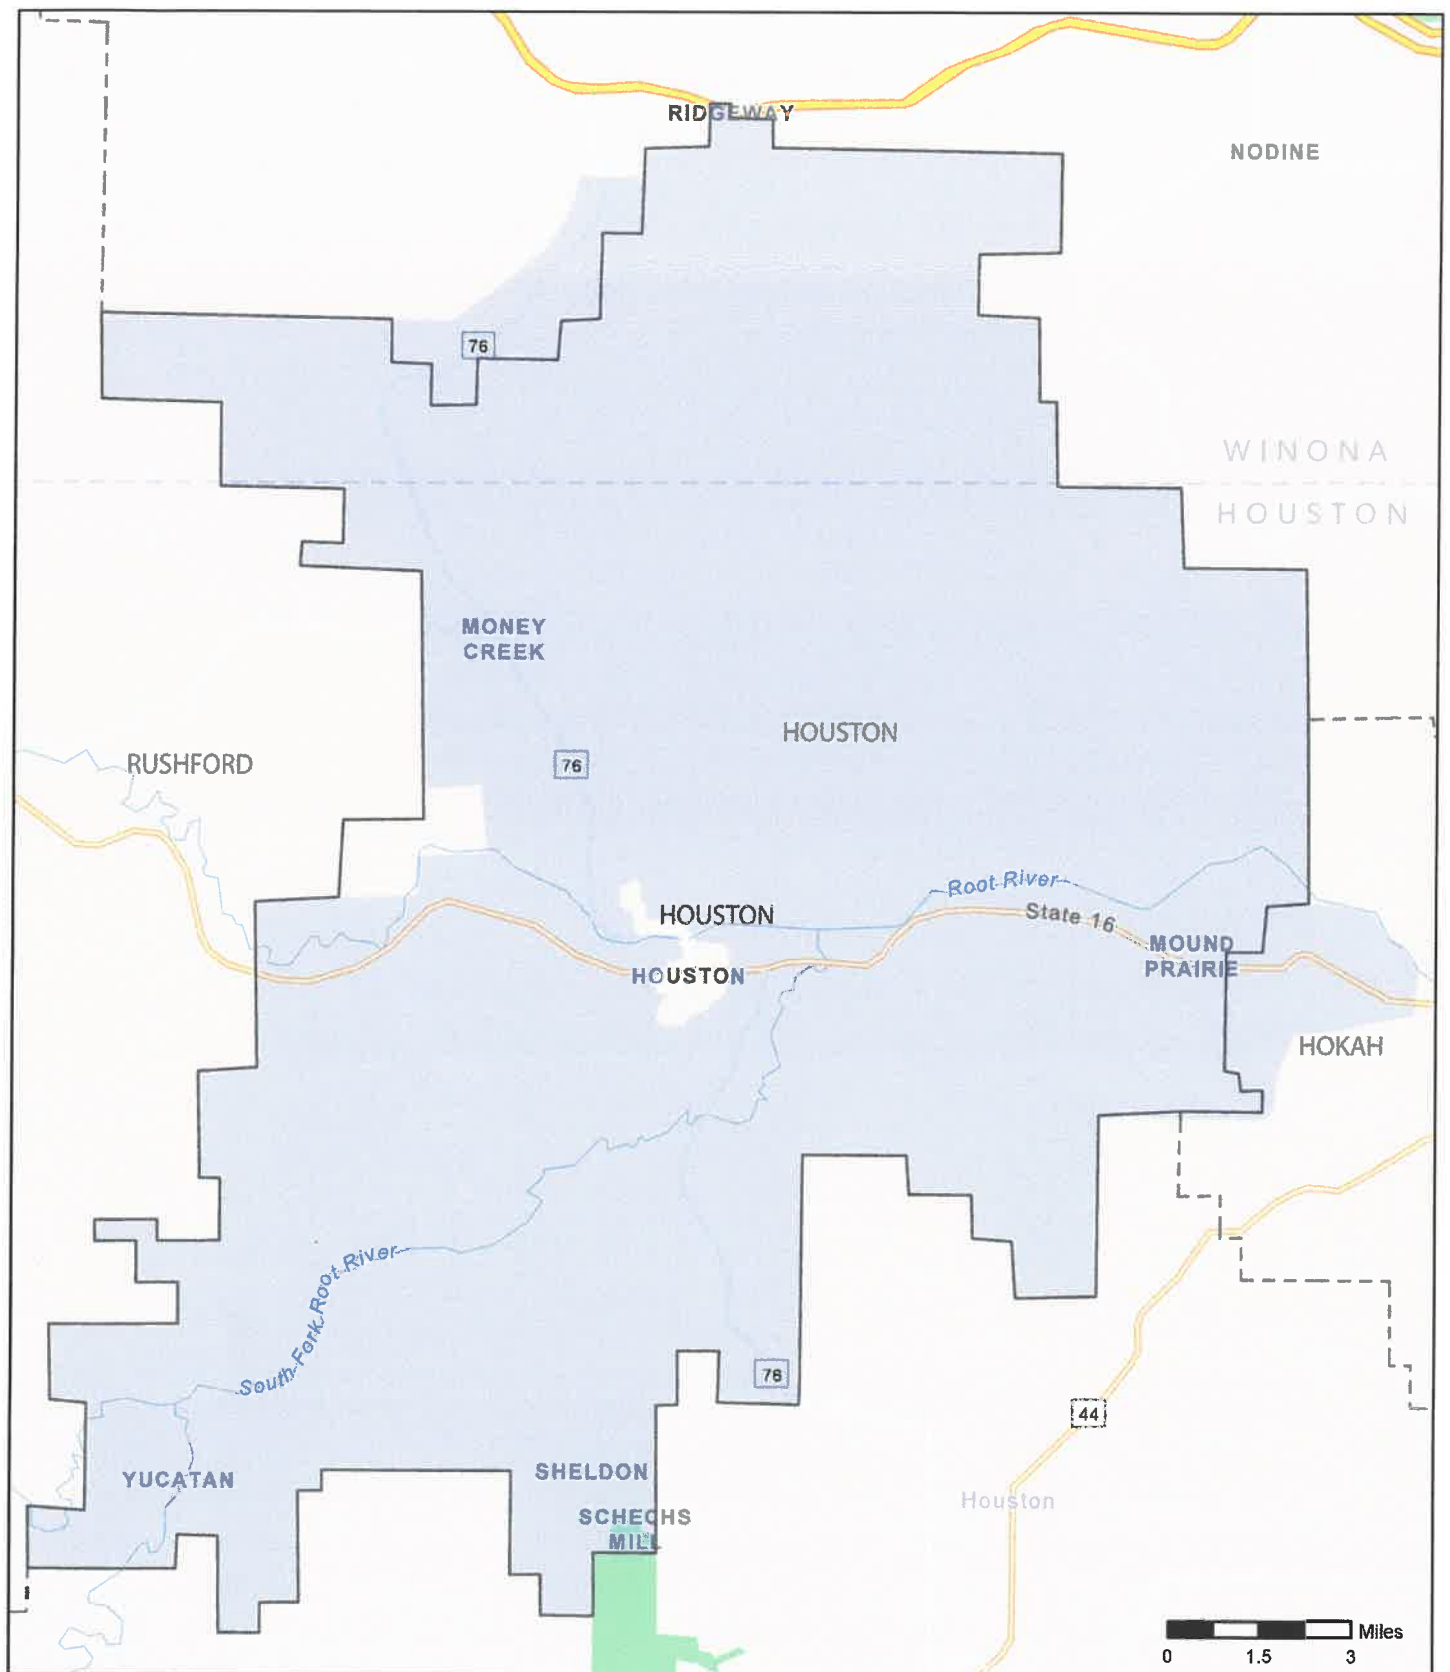 RIDGEWAY
NODINE
76
WINONA
HOUSTON
MONEY
CREEK
HOUSTON
RUSHFORD
76
Root River
HOUSTON
State 16
MOUND
PRAIRIE
HOUSTON
HOKAH
South Fork Root River
76
44
YUCATAN
SHELDON
Houston
SCHECHS
MILL
Miles
0 1.5 3